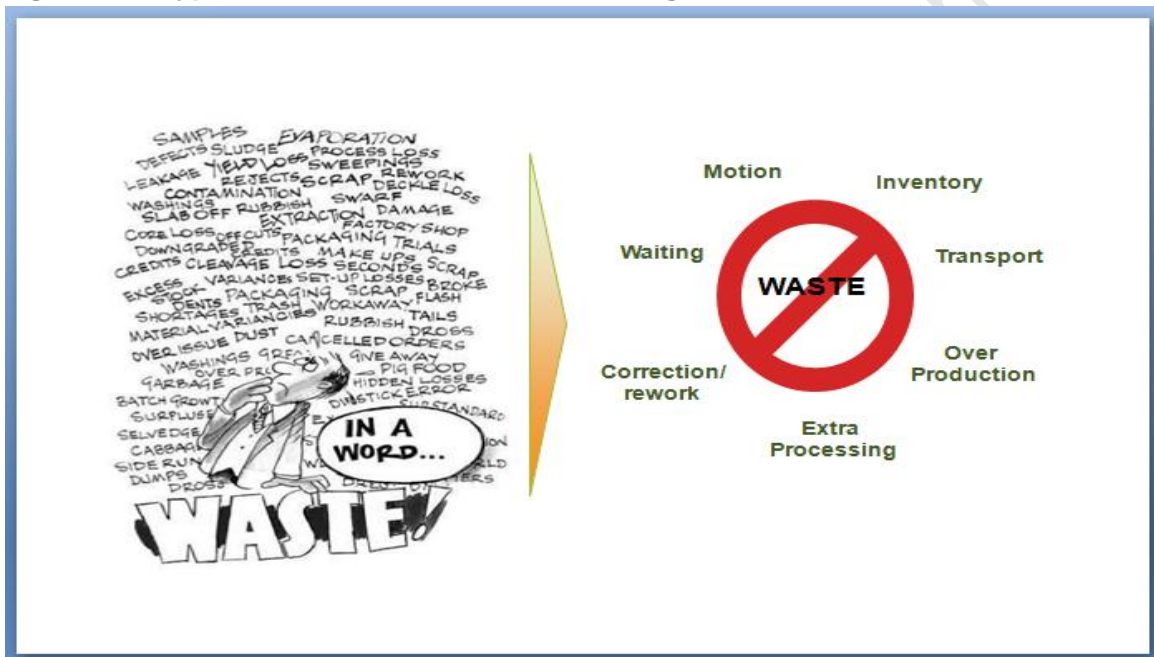 SAMPLES EVAPORATION
DEFECTS SLUDGE PROCESS LOSS
LEAKAGE YIELD LOSS SWEEPINGS
REJECTS SCRAP REWORK
CONTAMINATION DECKLE LOSS
WASHINGS RUBBISH SWARF
SLAB OFF EXTRACTION DAMAGE
CORE LOSS OFFCUTS FACTORY SHOP
DOWNGRADED PACKAGING TRIALS
CREDITS MAKE UPS
CREDITS CLEAVAGE LOSS SECONDS SCRAP
EXCESS VARIANCES SET-UP LOSSES BROKE
STOCK PACKAGING SCRAP FLASH
DENTS WORKAWAY
SHORTAGES TRASH TAILS
MATERIAL VARIANCIES RUBBISH DROSS
OVER ISSUE DUST CANCELLED ORDERS
WASHINGS GIVE AWAY
OVER PIG FOOD
GARBAGE HIDDEN LOSSES
BATCH DIPSTICK ERROR
SUBSTANDARD
SELVEDGE
SIDE RUN
DUMPS
DROSS
IN A
WORD...
WASTE!
Motion
Inventory
Waiting
Transport
WASTE
Correction/
rework
Over
Production
Extra
Processing